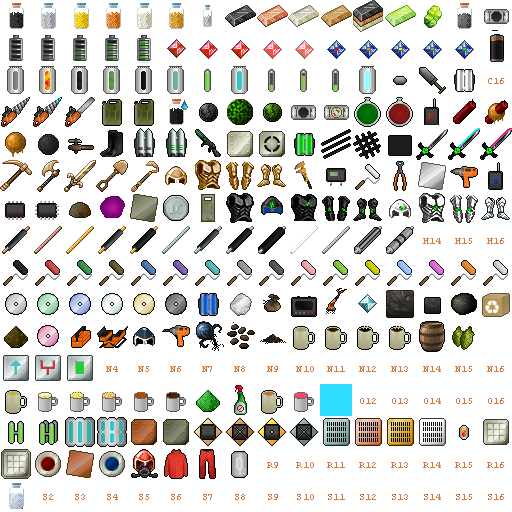 C16
H14 H15 H16
N4 N5 N6 N7 N8 N9 N10 N11 N12 N13 N14 N15 N16
O12 O13 O14 O15 O16
R9 R10 R11 R12 R13 R14 R15 R16
S2 S3 S4 S5 S6 S7 S8 S9 S10 S11 S12 S13 S14 S15 S16